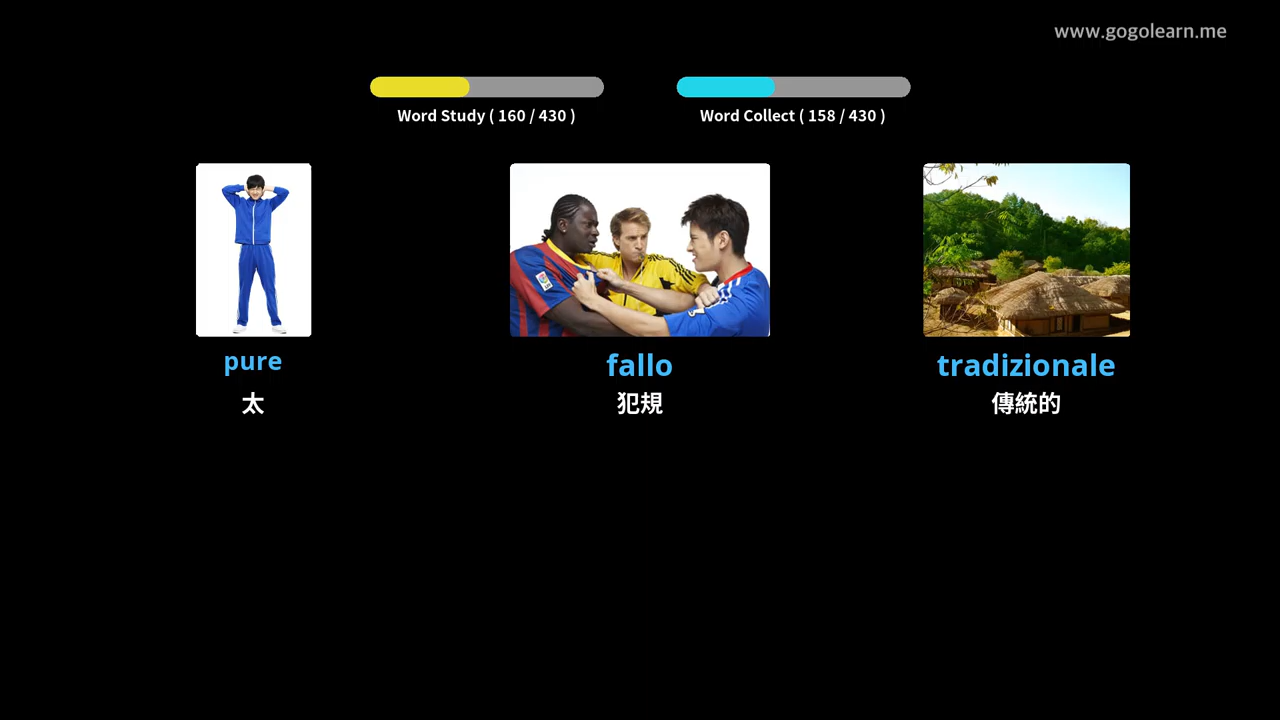 www.gogolearn.me
Word Study ( 160 / 430 )
Word Collect ( 158 / 430 )
pure
fallo
tradizionale
太
犯規
傳統的